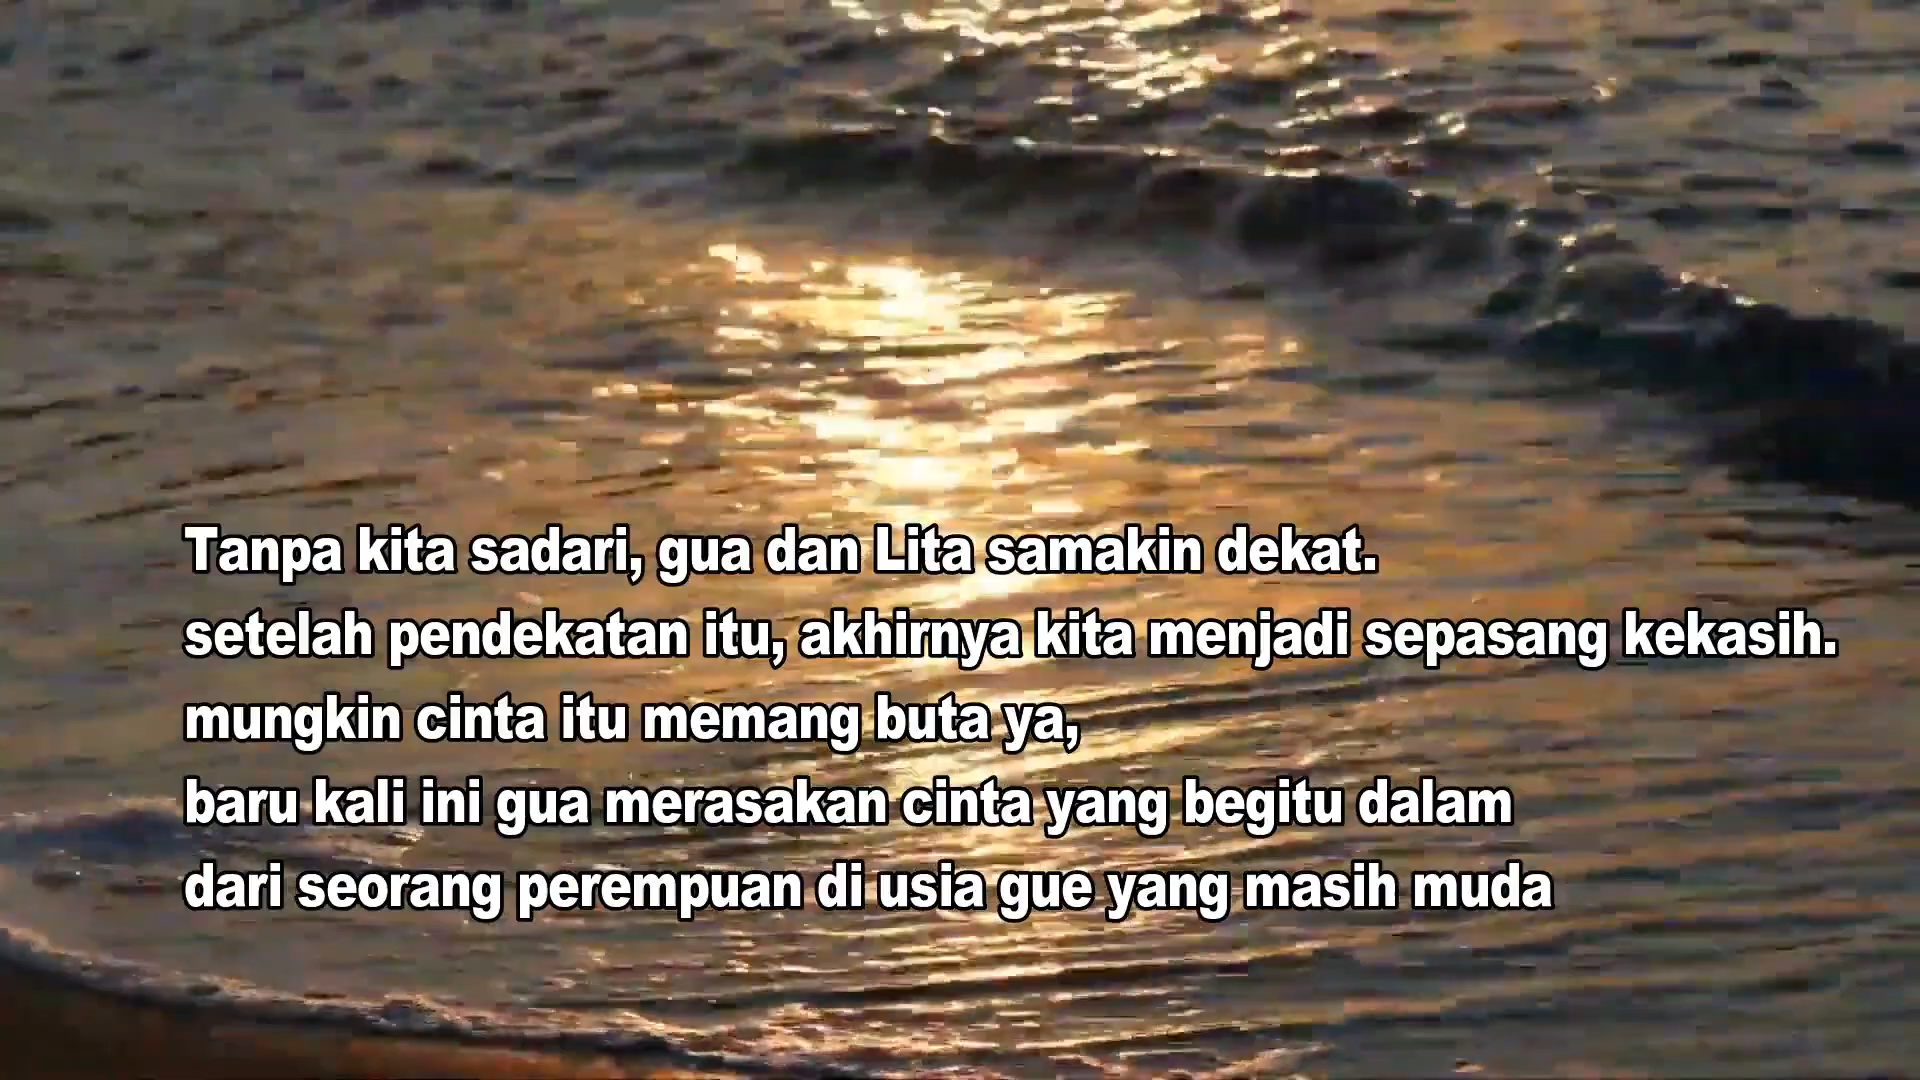 Tanpa kita sadari, gua dan Lita samakin dekat.
setelah pendekatan itu, akhirnya kita menjadi sepasang kekasih.
mungkin cinta itu memang buta ya,
baru kali ini gua merasakan cinta yang begitu dalam
dari seorang perempuan di usia gue yang masih muda